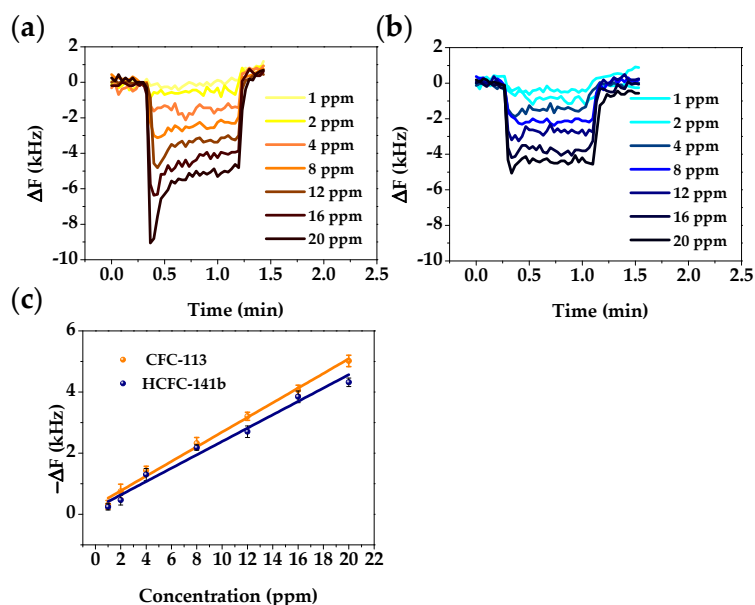 (a)
2
0
-2
-4
-6
-8
-10
ΔF (kHz)
1 ppm
2 ppm
4 ppm
8 ppm
12 ppm
16 ppm
20 ppm
0.0 0.5 1.0 1.5 2.0 2.5
Time (min)
(b)
2
0
-2
-4
-6
-8
-10
ΔF (kHz)
1 ppm
2 ppm
4 ppm
8 ppm
12 ppm
16 ppm
20 ppm
0.0 0.5 1.0 1.5 2.0 2.5
Time (min)
(c)
6
4
2
0
−ΔF (kHz)
CFC-113
HCFC-141b
0 2 4 6 8 10 12 14 16 18 20 22
Concentration (ppm)